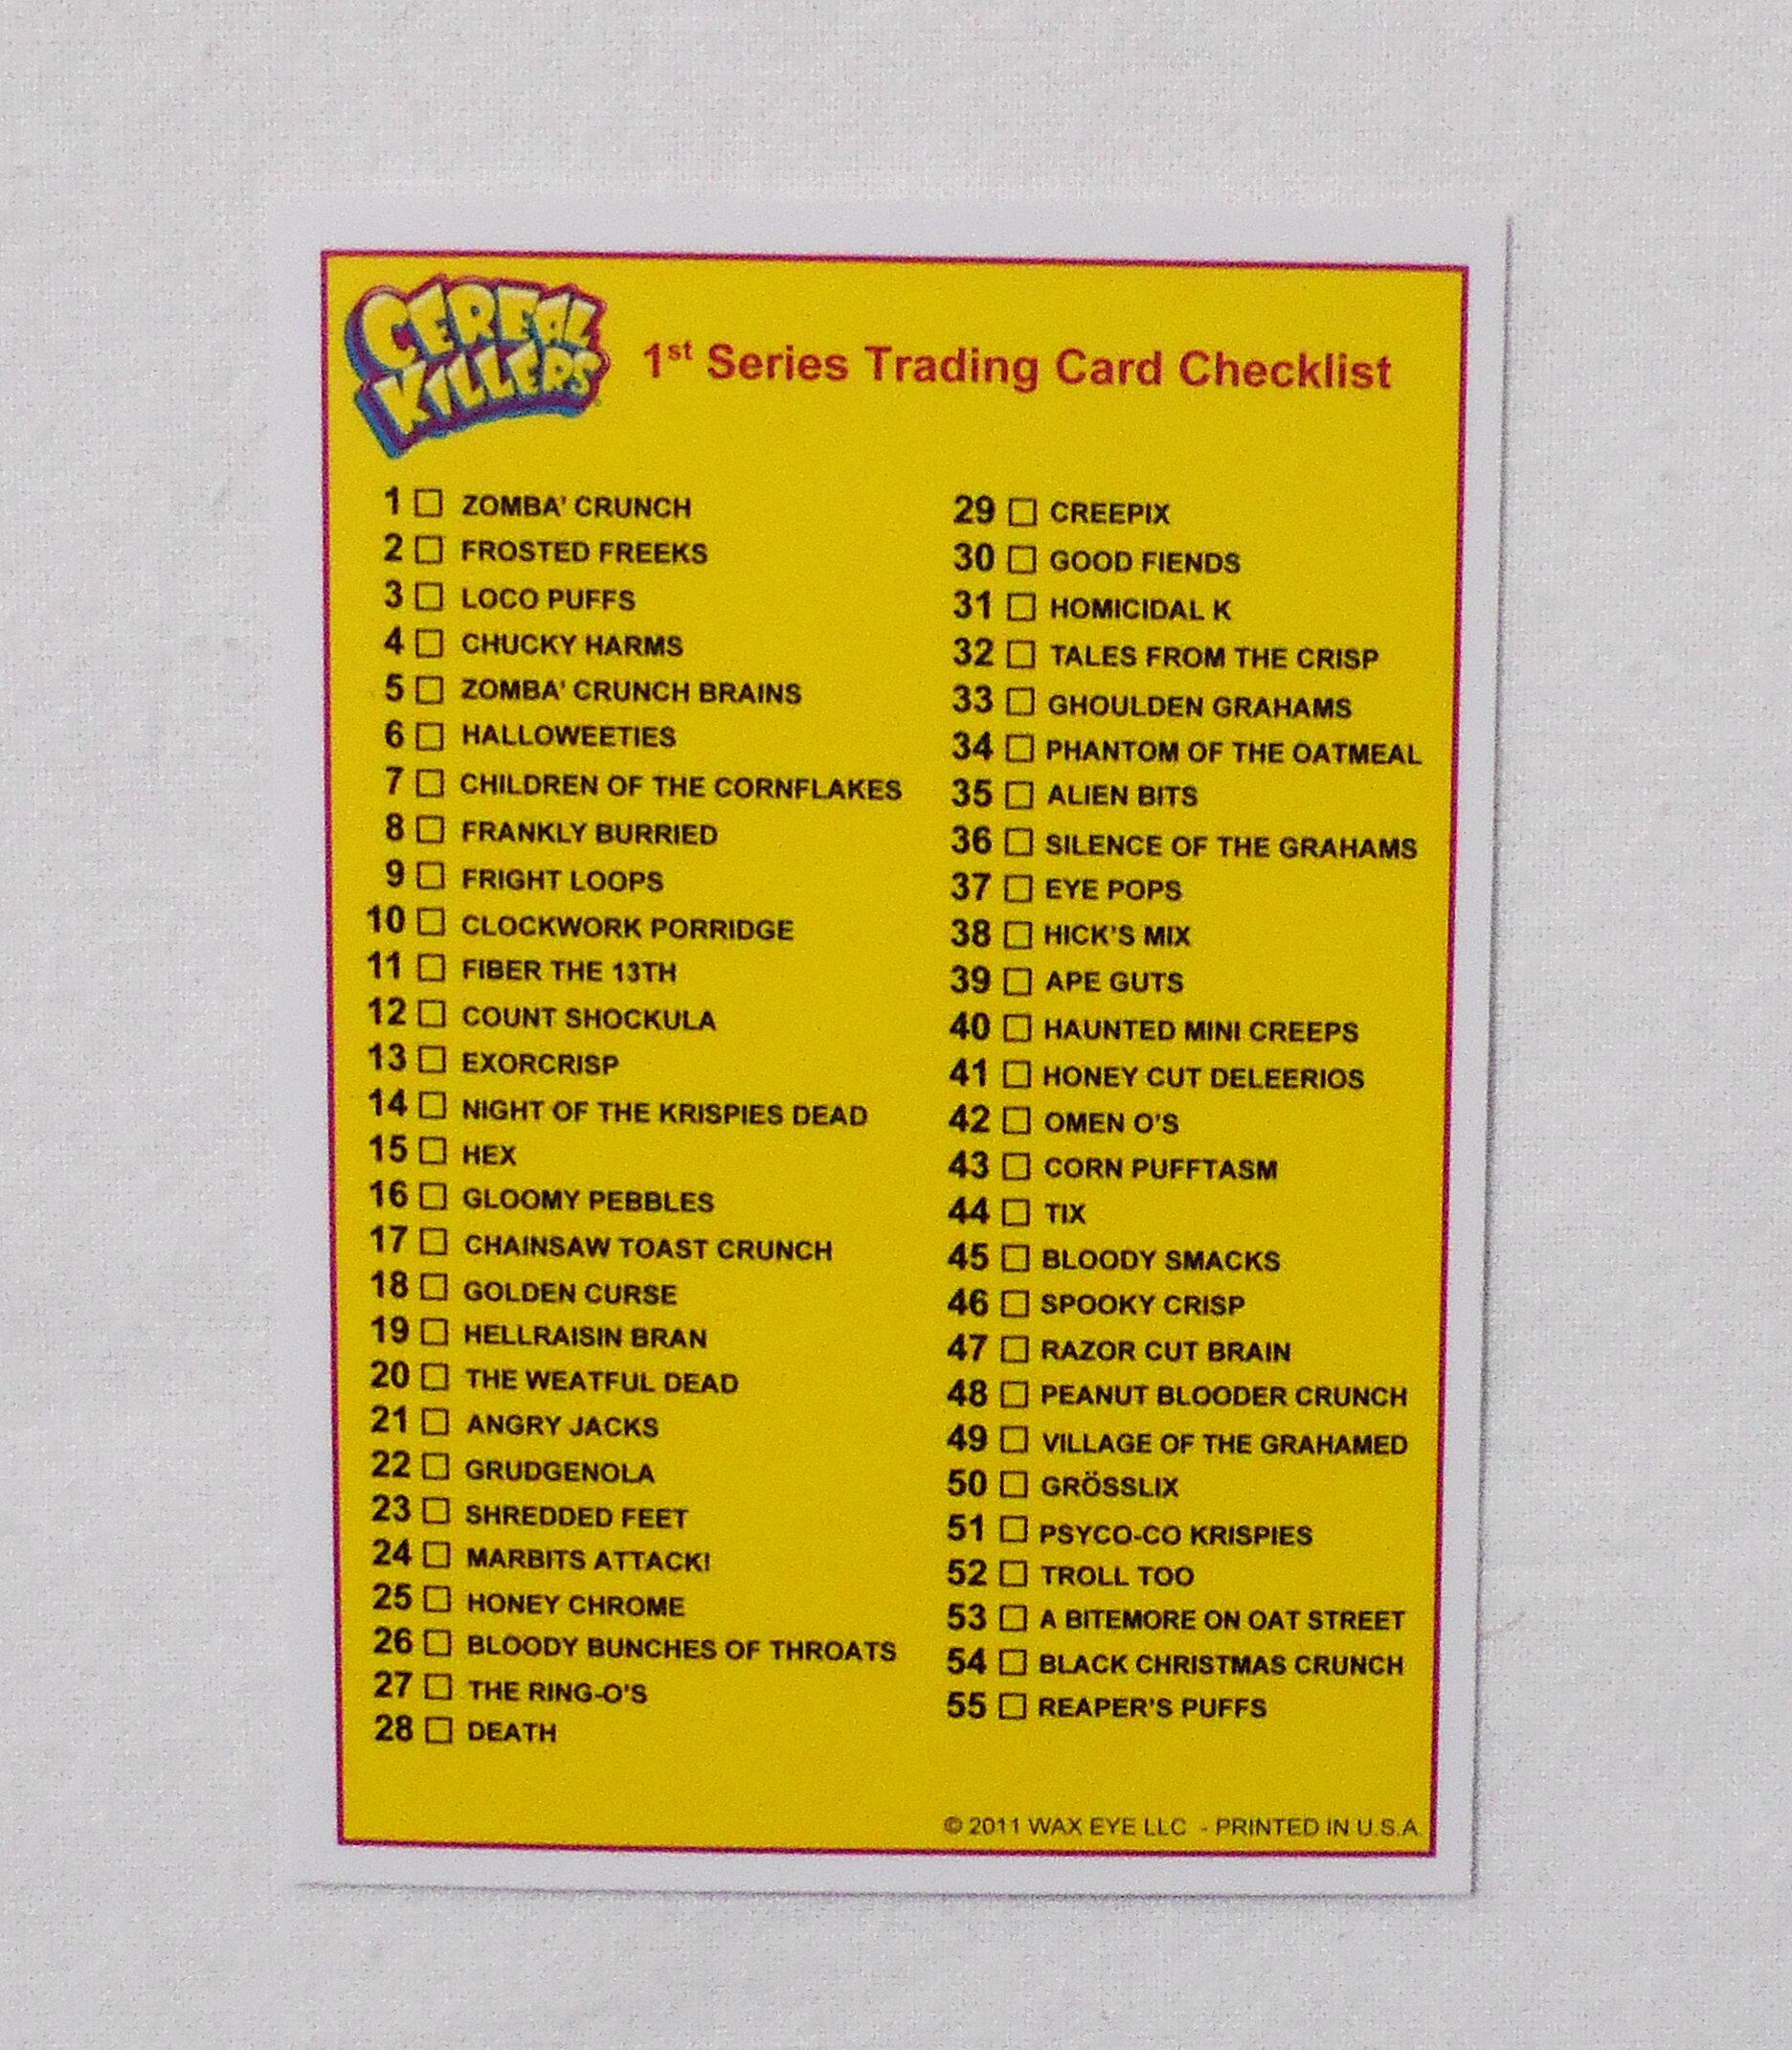 CEREAL
KILLERS
1st Series Trading Card Checklist
1 ☐ ZOMBA' CRUNCH
2 ☐ FROSTED FREEKS
3 ☐ LOCO PUFFS
4 ☐ CHUCKY HARMS
5 ☐ ZOMBA' CRUNCH BRAINS
6 ☐ HALLOWEETIES
7 ☐ CHILDREN OF THE CORNFLAKES
8 ☐ FRANKLY BURRIED
9 ☐ FRIGHT LOOPS
10 ☐ CLOCKWORK PORRIDGE
11 ☐ FIBER THE 13TH
12 ☐ COUNT SHOCKULA
13 ☐ EXORCRISP
14 ☐ NIGHT OF THE KRISPIES DEAD
15 ☐ HEX
16 ☐ GLOOMY PEBBLES
17 ☐ CHAINSAW TOAST CRUNCH
18 ☐ GOLDEN CURSE
19 ☐ HELLRAISIN BRAN
20 ☐ THE WEATFUL DEAD
21 ☐ ANGRY JACKS
22 ☐ GRUDGENOLA
23 ☐ SHREDDED FEET
24 ☐ MARBITS ATTACK!
25 ☐ HONEY CHROME
26 ☐ BLOODY BUNCHES OF THROATS
27 ☐ THE RING-O'S
28 ☐ DEATH
29 ☐ CREEPIX
30 ☐ GOOD FIENDS
31 ☐ HOMICIDAL K
32 ☐ TALES FROM THE CRISP
33 ☐ GHOULDEN GRAHAMS
34 ☐ PHANTOM OF THE OATMEAL
35 ☐ ALIEN BITS
36 ☐ SILENCE OF THE GRAHAMS
37 ☐ EYE POPS
38 ☐ HICK'S MIX
39 ☐ APE GUTS
40 ☐ HAUNTED MINI CREEPS
41 ☐ HONEY CUT DELEERIOS
42 ☐ OMEN O'S
43 ☐ CORN PUFFTASM
44 ☐ TIX
45 ☐ BLOODY SMACKS
46 ☐ SPOOKY CRISP
47 ☐ RAZOR CUT BRAIN
48 ☐ PEANUT BLOODER CRUNCH
49 ☐ VILLAGE OF THE GRAHAMED
50 ☐ GRÖSSLIX
51 ☐ PSYCO-CO KRISPIES
52 ☐ TROLL TOO
53 ☐ A BITEMORE ON OAT STREET
54 ☐ BLACK CHRISTMAS CRUNCH
55 ☐ REAPER'S PUFFS
© 2011 WAX EYE LLC - PRINTED IN U.S.A.